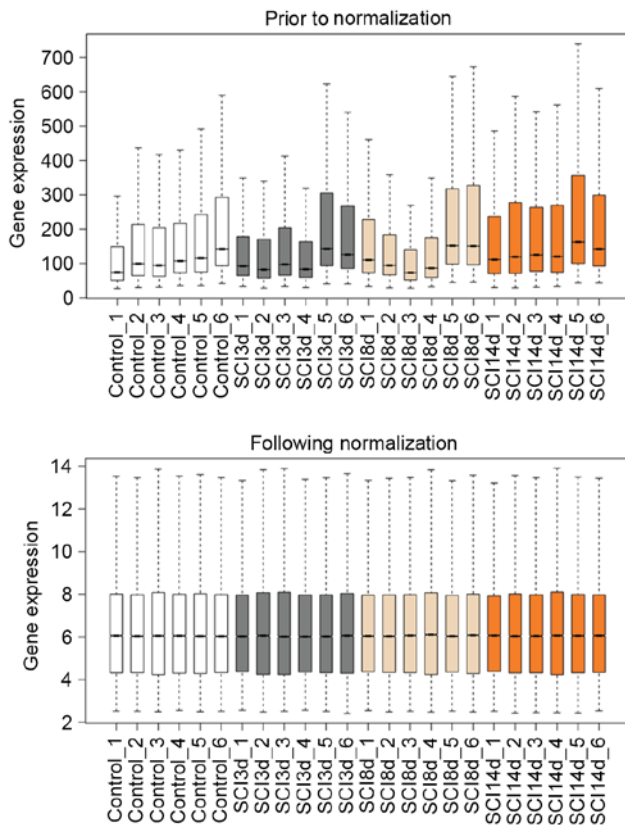 Prior to normalization
Gene expression
700
600
500
400
300
200
100
0
Control_1
Control_2
Control_3
Control_4
Control_5
Control_6
SCI3d_1
SCI3d_2
SCI3d_3
SCI3d_4
SCI3d_5
SCI3d_6
SCI8d_1
SCI8d_2
SCI8d_3
SCI8d_4
SCI8d_5
SCI8d_6
SCI14d_1
SCI14d_2
SCI14d_3
SCI14d_4
SCI14d_5
SCI14d_6
Following normalization
Gene expression
14
12
10
8
6
4
2
Control_1
Control_2
Control_3
Control_4
Control_5
Control_6
SCI3d_1
SCI3d_2
SCI3d_3
SCI3d_4
SCI3d_5
SCI3d_6
SCI8d_1
SCI8d_2
SCI8d_3
SCI8d_4
SCI8d_5
SCI8d_6
SCI14d_1
SCI14d_2
SCI14d_3
SCI14d_4
SCI14d_5
SCI14d_6